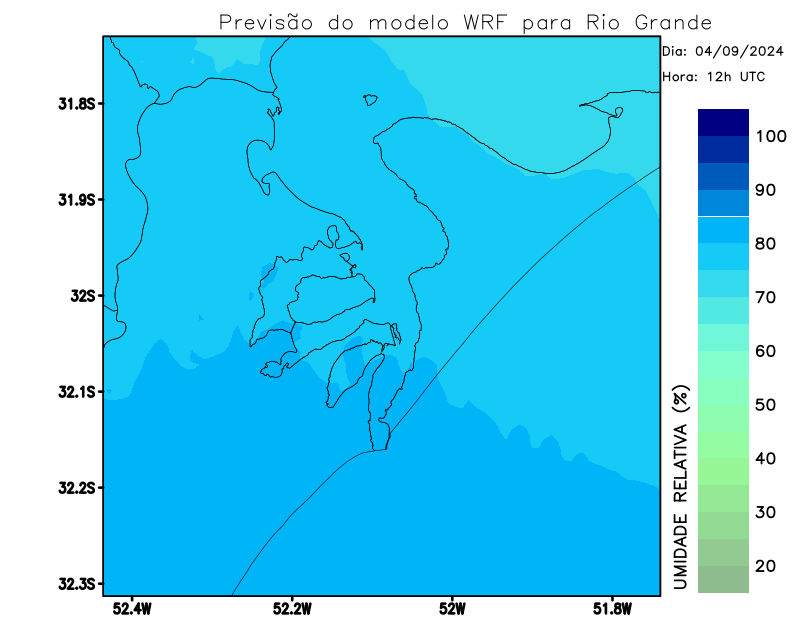 Previsão do modelo WRF para Rio Grande
Dia: 04/09/2024
Hora: 12h UTC
31.8S
31.9S
32S
32.1S
32.2S
32.3S
52.4W
52.2W
52W
51.8W
100
90
80
70
60
50
40
30
20
UMIDADE RELATIVA (%)